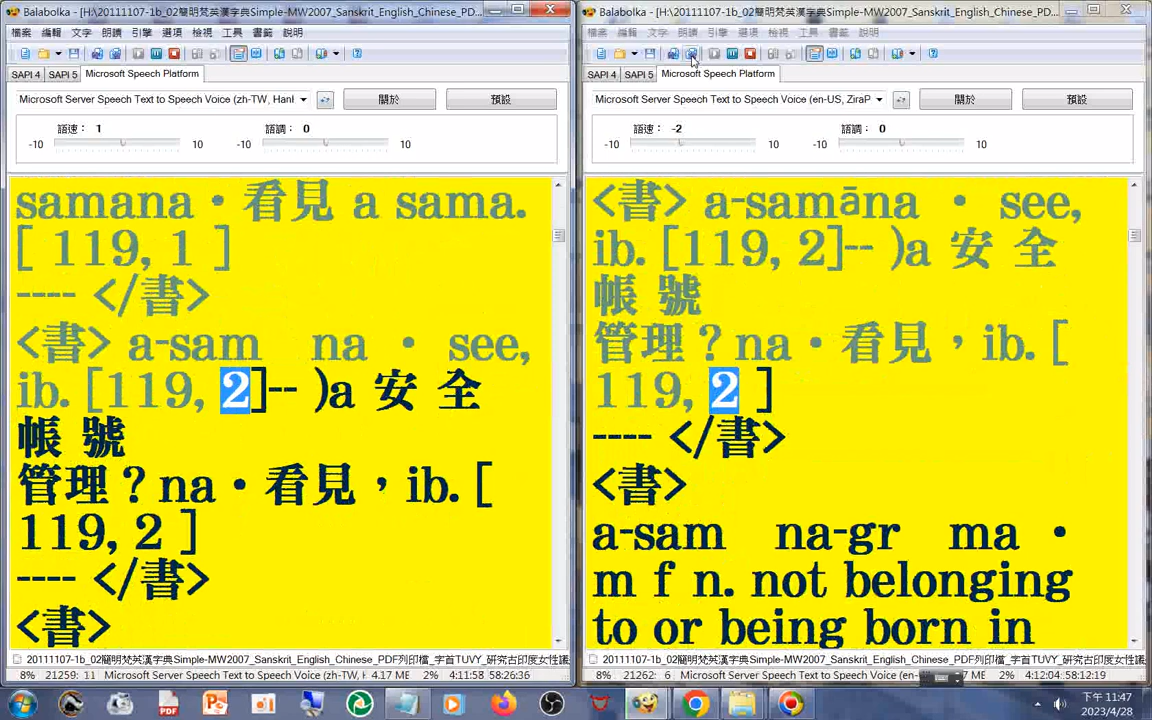 Balabolka - [H:\20111107-1b_02簡明梵英漢字典Simple-MW2007_Sanskrit_English_Chinese_PD...
檔案 編輯 文字 朗讀 引擎 選項 檢視 工具 書籤 說明
SAPI 4 SAPI 5 Microsoft Speech Platform
Microsoft Server Speech Text to Speech Voice (zh-TW, Hanl 關於 預設
語速： 1 語調： 0
-10 10 -10 10
samana・看見 a sama.
[ 119, 1 ]
---- </書>
<書> a-sam na ・ see,
ib. [119, 2]-- )a 安 全
帳 號
管理？na・看見，ib. [
119, 2 ]
---- </書>
<書>
20111107-1b_02簡明梵英漢字典Simple-MW2007_Sanskrit_English_Chinese_PDF列印檔_字首TUVY_研究古印度女性議
8% 21259: 11 Microsoft Server Speech Text to Speech Voice (zh-TW, 4.17 ME 2% 4:11:58 58:26:36
Balabolka - [H:\20111107-1b_02簡明梵英漢字典Simple-MW2007_Sanskrit_English_Chinese_PD...
檔案 編輯 文字 朗讀 引擎 選項 檢視 工具 書籤 說明
SAPI 4 SAPI 5 Microsoft Speech Platform
Microsoft Server Speech Text to Speech Voice (en-US, ZiraP 關於 預設
語速： -2 語調： 0
-10 10 -10 10
<書> a-samāna ・ see,
ib. [119, 2]-- )a 安 全
帳 號
管理？na・看見，ib. [
119, 2 ]
---- </書>
<書>
a-sam na-gr ma ・
m f n. not belonging
to or being born in
20111107-1b_02簡明梵英漢字典Simple-MW2007_Sanskrit_English_Chinese_PDF列印檔_字首TUVY_研究古印度女性議
8% 21262: 6 Microsoft Server Speech Text to Speech Voice (en- 4.17 ME 2% 4:12:04 58:12:19
下午 11:47
2023/4/28